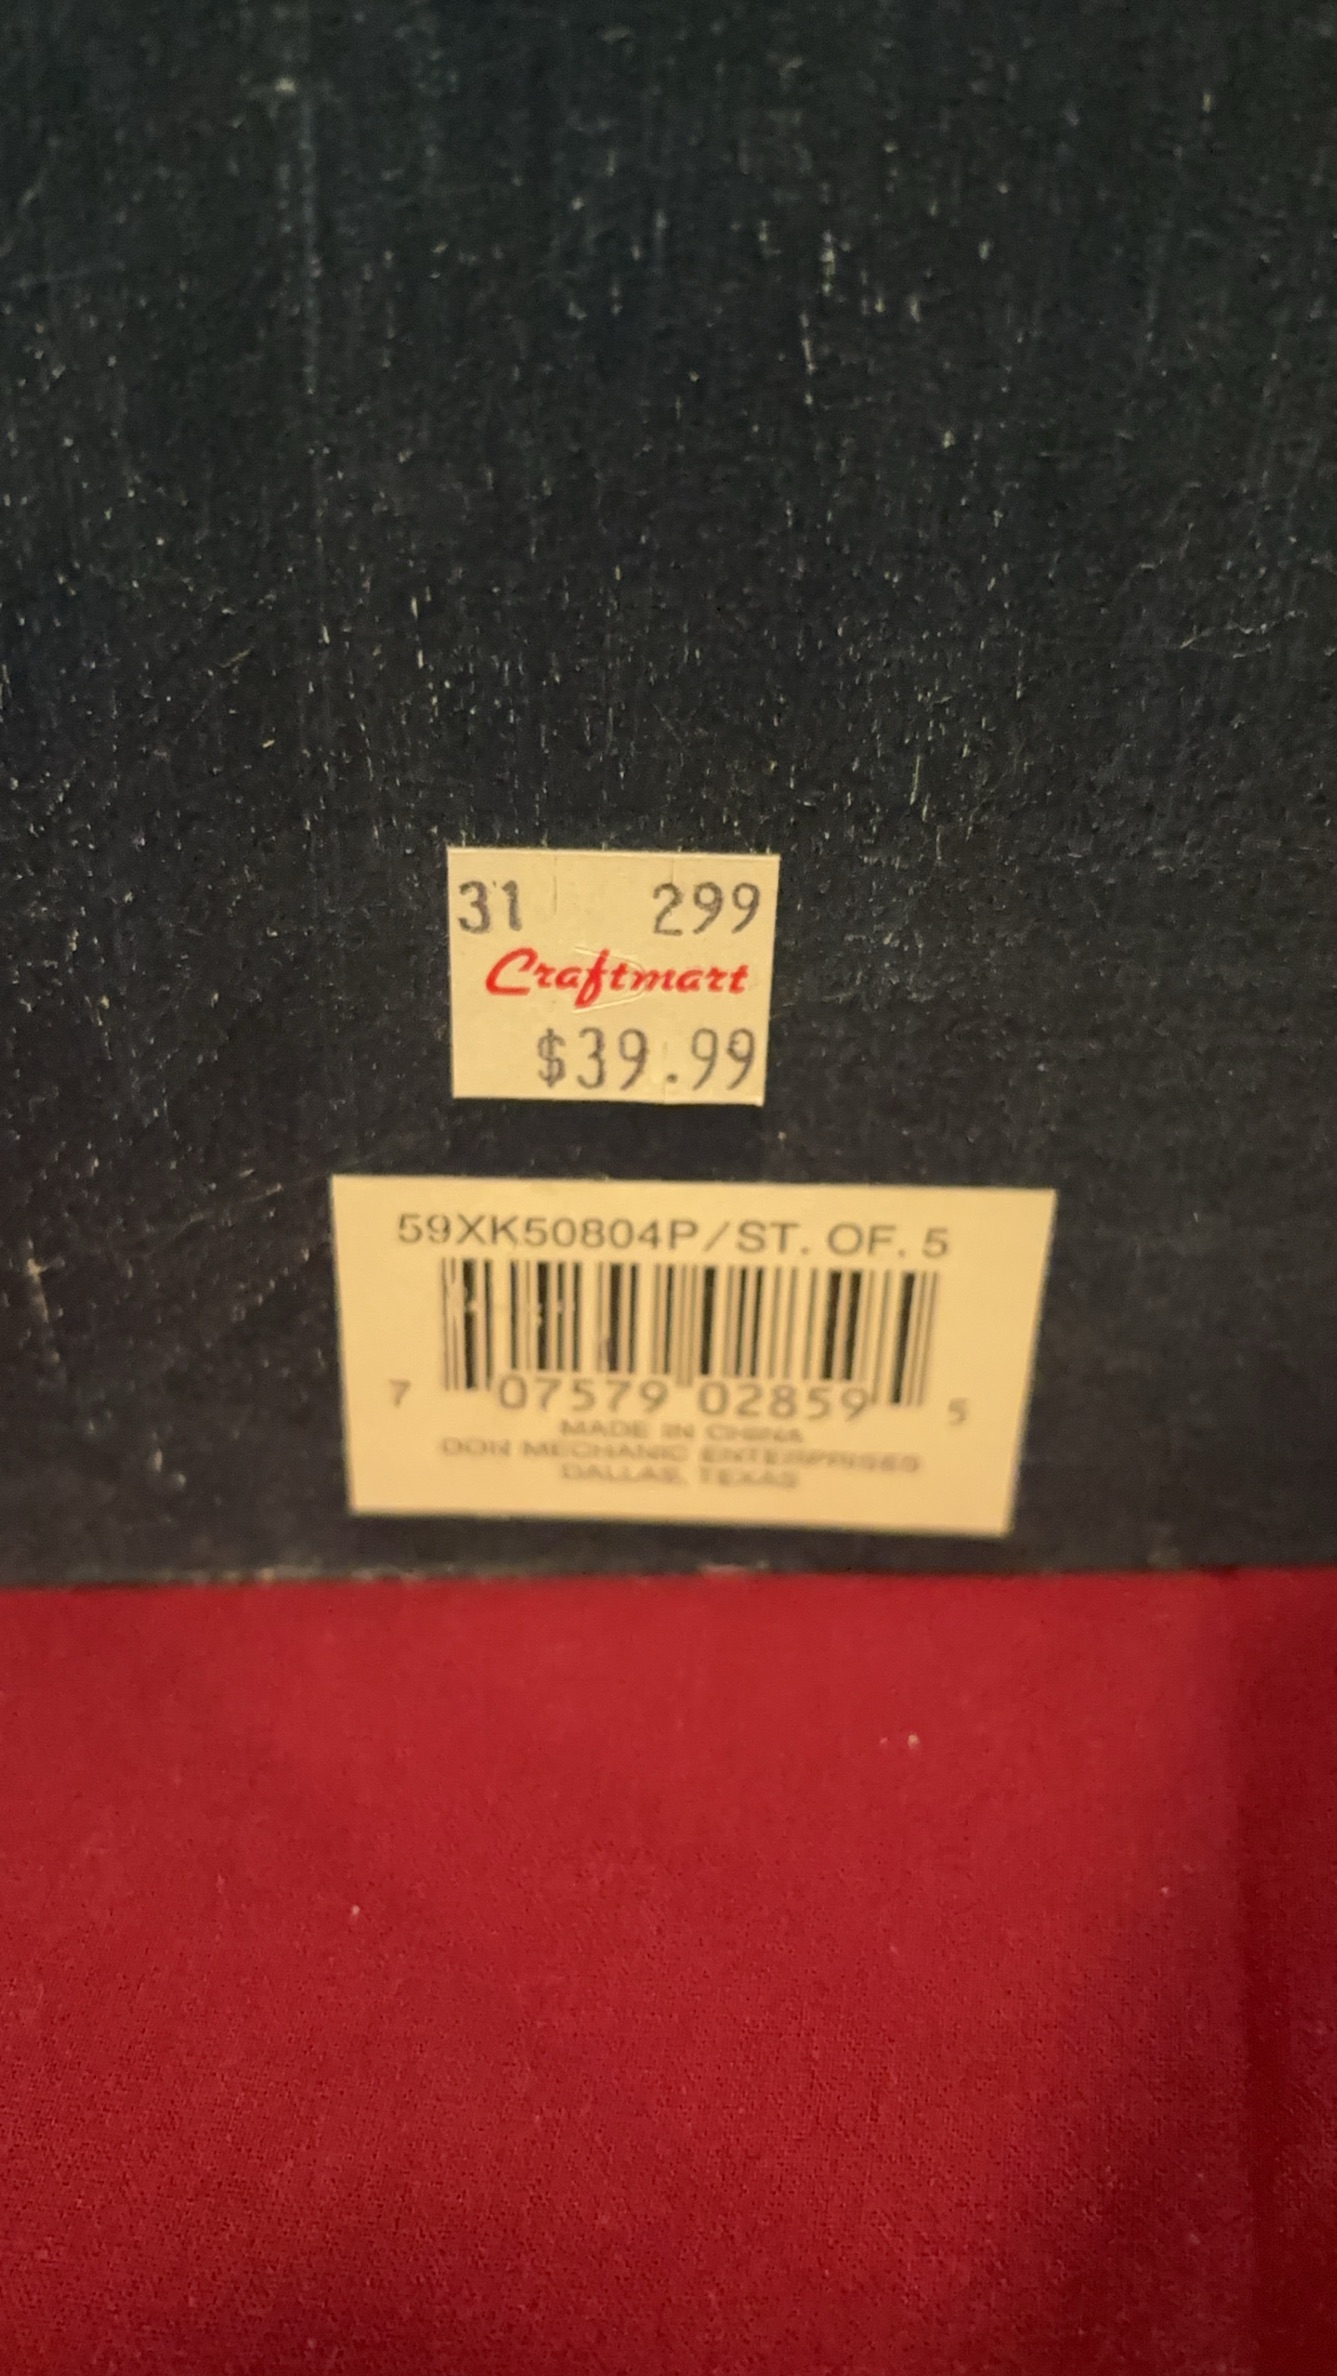 31 299
Craftmart
$39.99
59XK50804P/ST. OF. 5
7 07579 02859 5
MADE IN CHINA
DON MECHANIC ENTERPRISES
DALLAS, TEXAS